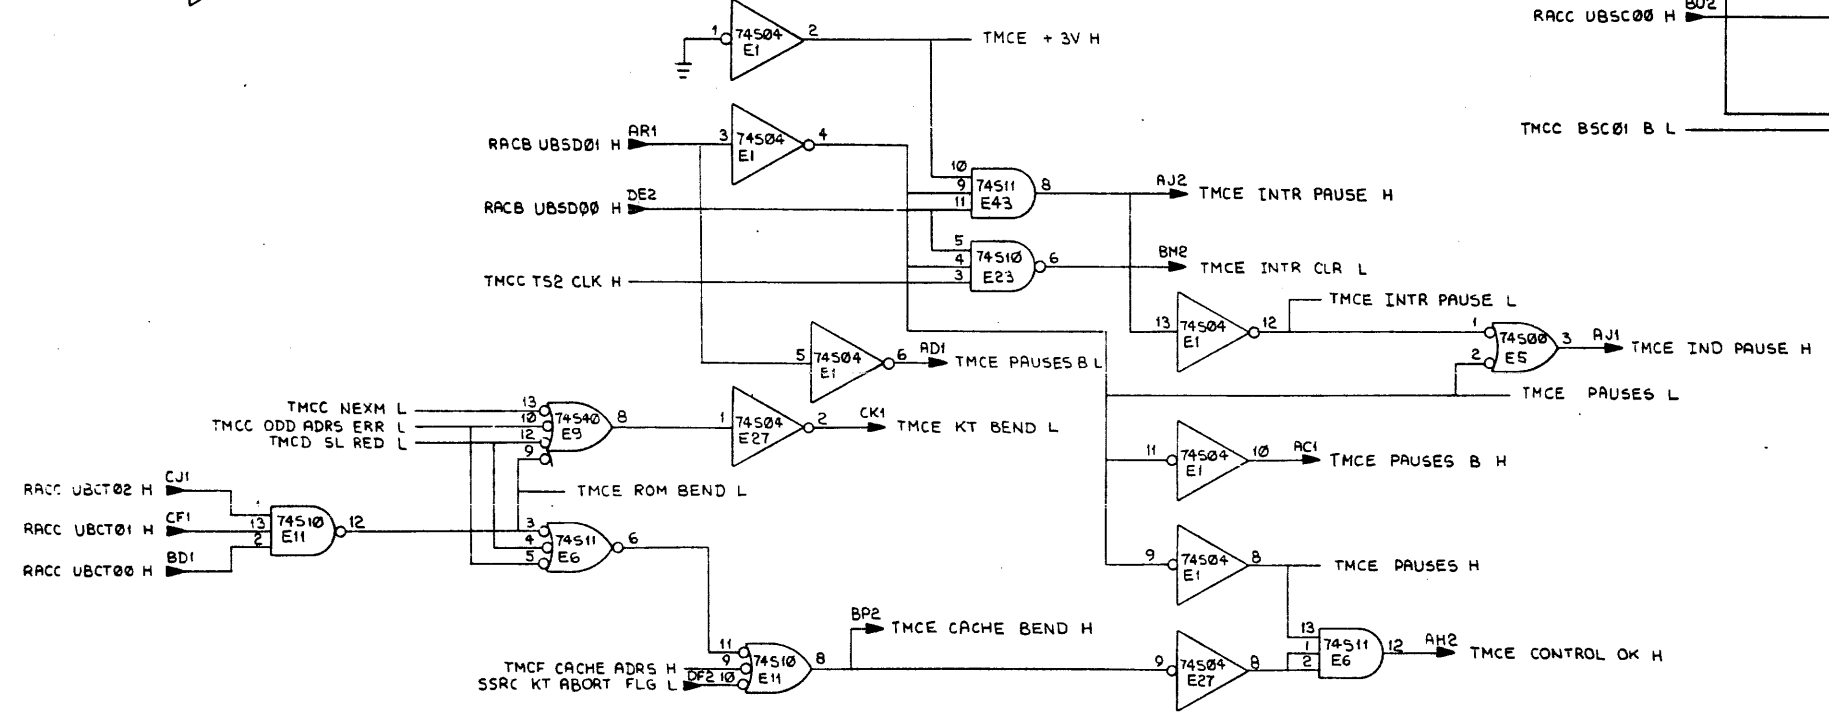 RACC UBSC00 H BU2
1 74S04 E1 2 TMCE + 3V H
TMCC BSC01 B L
RACB UBSD01 H AR1 3 74S04 E1 4
10
9 74S11 E43 8 AJ2 TMCE INTR PAUSE H
RACB UBSD00 H DE2 11
5
4 74S10 E23 6 BM2 TMCE INTR CLR L
TMCC TS2 CLK H 3
TMCE INTR PAUSE L
13 74S04 E1 12
1
2 74S00 E5 3 AJ1 TMCE IND PAUSE H
5 74S04 E1 6 AD1 TMCE PAUSES B L
TMCE PAUSES L
TMCC NEXM L 13
TMCC ODD ADRS ERR L 10
TMCD SL RED L 12
9
74S40 E9 8
1 74S04 E27 2 CK1 TMCE KT BEND L
11 74S04 E1 10 AC1 TMCE PAUSES B H
TMCE ROM BEND L
RACC UBCT02 H CJ1 1
RACC UBCT01 H CF1 13
RACC UBCT00 H BD1 2
74S10 E11 12
3
4
5
74S11 E6 6
9 74S04 E1 8 TMCE PAUSES H
BP2 TMCE CACHE BEND H
11
TMCF CACHE ADRS H 9
SSRC KT ABORT FLG L DF2 10
74S10 E11 8
9 74S04 E27 8
13
1
2
74S11 E6 12 AH2 TMCE CONTROL OK H